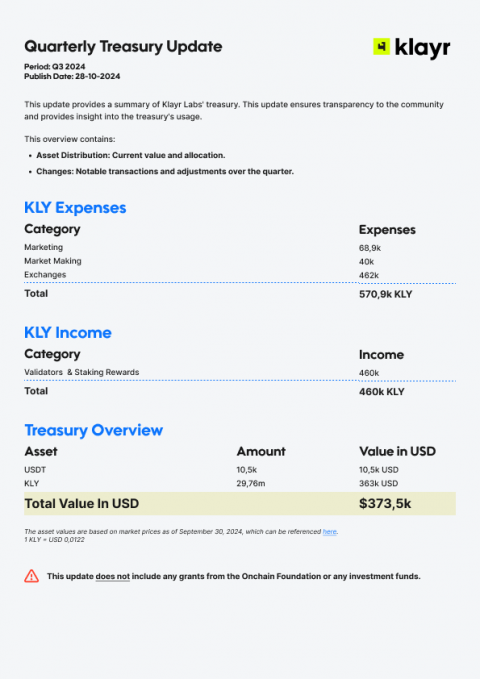 Quarterly Treasury Update
klayr
Period: Q3 2024
Publish Date: 28-10-2024
This update provides a summary of Klayr Labs' treasury. This update ensures transparency to the community
and provides insight into the treasury's usage.
This overview contains:
• Asset Distribution: Current value and allocation.
• Changes: Notable transactions and adjustments over the quarter.
KLY Expenses
Category Expenses
Marketing 68,9k
Market Making 40k
Exchanges 462k
Total 570,9k KLY
KLY Income
Category Income
Validators & Staking Rewards 460k
Total 460k KLY
Treasury Overview
Asset Amount Value in USD
USDT 10,5k 10,5k USD
KLY 29,76m 363k USD
Total Value In USD $373,5k
The asset values are based on market prices as of September 30, 2024, which can be referenced here.
1 KLY = USD 0,0122
This update does not include any grants from the Onchain Foundation or any investment funds.